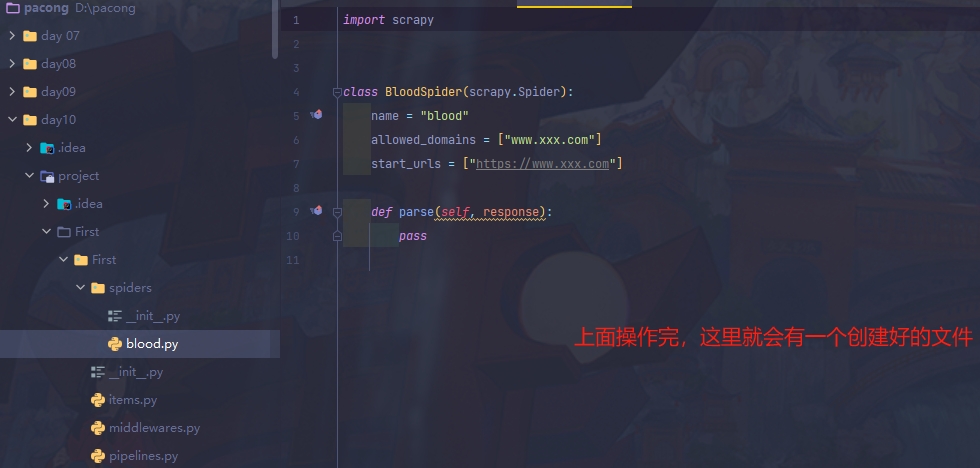 pacong D:\pacong
day 07
day08
day09
day10
.idea
project
.idea
First
First
spiders
__init__.py
blood.py
__init__.py
items.py
middlewares.py
pipelines.py
1 import scrapy
2
3
4 class BloodSpider(scrapy.Spider):
5 name = "blood"
6 allowed_domains = ["www.xxx.com"]
7 start_urls = ["https://www.xxx.com"]
8
9 def parse(self, response):
10 pass
11
上面操作完，这里就会有一个创建好的文件